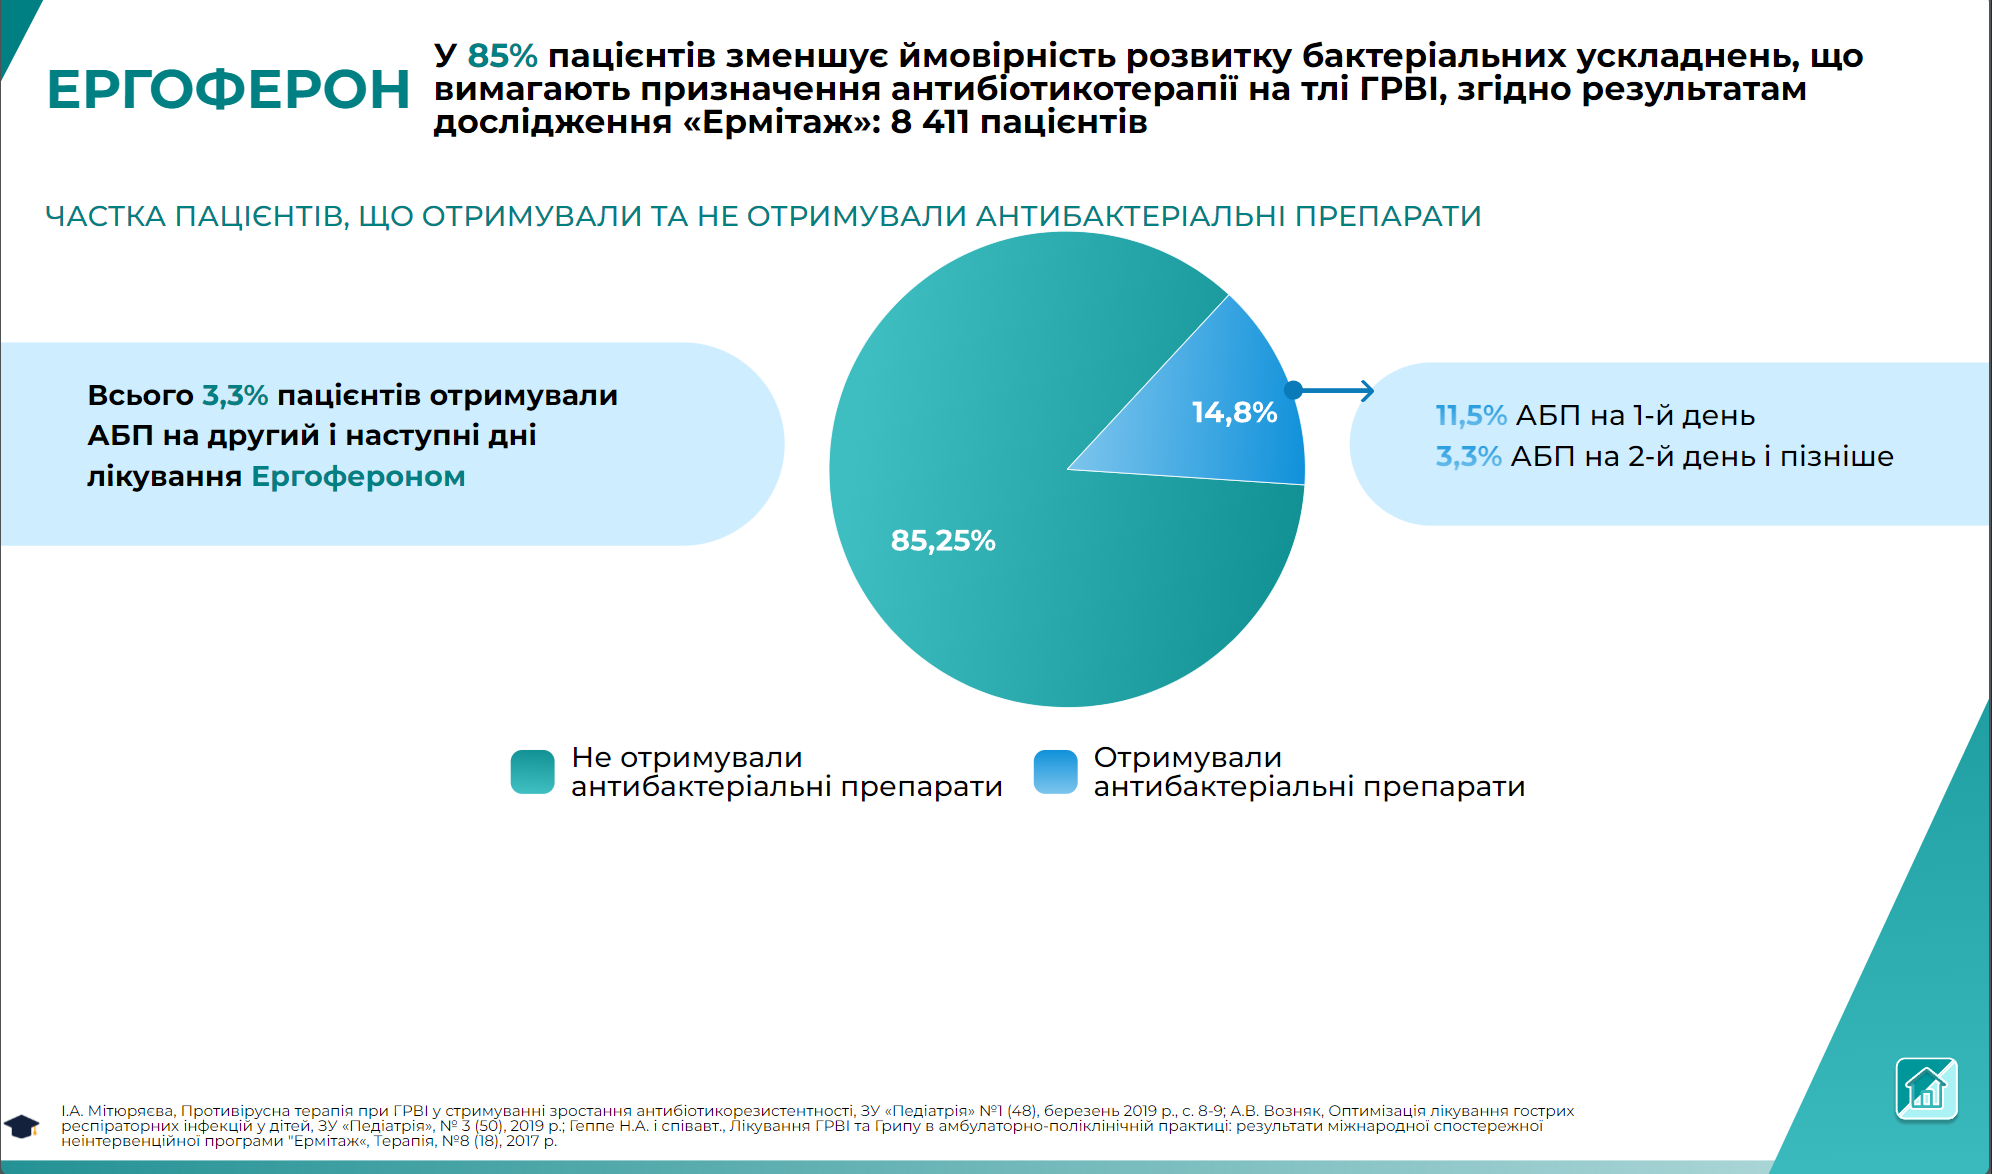 ЕРГОФЕРОН
У 85% пацієнтів зменшує ймовірність розвитку бактеріальних ускладнень, що
вимагають призначення антибіотикотерапії на тлі ГРВІ, згідно результатам
дослідження «Ермітаж»: 8 411 пацієнтів
ЧАСТКА ПАЦІЄНТІВ, ЩО ОТРИМУВАЛИ ТА НЕ ОТРИМУВАЛИ АНТИБАКТЕРІАЛЬНІ ПРЕПАРАТИ
Всього 3,3% пацієнтів отримували
АБП на другий і наступні дні
лікування Ергофероном
14,8%
85,25%
11,5% АБП на 1-й день
3,3% АБП на 2-й день і пізніше
Не отримували
антибактеріальні препарати
Отримували
антибактеріальні препарати
І.А. Мітюряєва, Противірусна терапія при ГРВІ у стримуванні зростання антибіотикорезистентності, ЗУ «Педіатрія» №1 (48), березень 2019 р., с. 8-9; А.В. Возняк, Оптимізація лікування гострих
респіраторних інфекцій у дітей, ЗУ «Педіатрія», № 3 (50), 2019 р.; Геппе Н.А. і співавт., Лікування ГРВІ та Грипу в амбулаторно-поліклінічній практиці: результати міжнародної спостережної
неінтервенційної програми "Ермітаж«, Терапія, №8 (18), 2017 р.